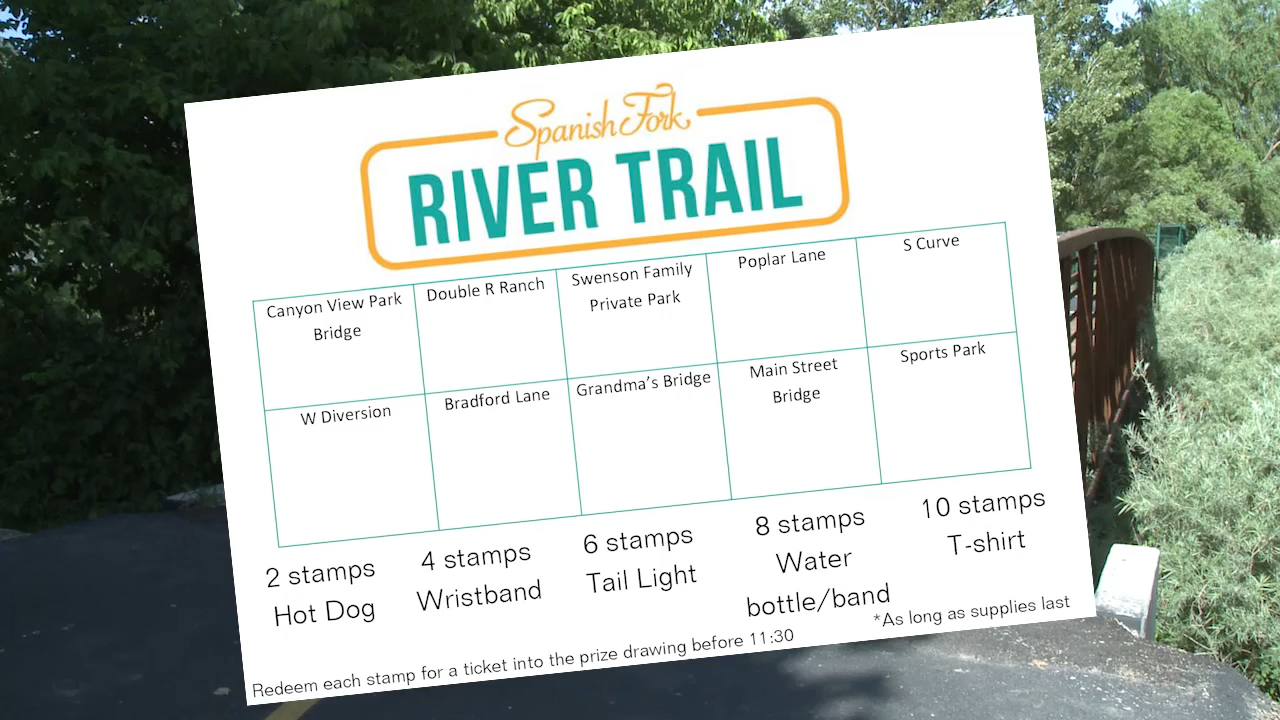 Spanish Fork
RIVER TRAIL
Canyon View Park
Bridge
Double R Ranch
Swenson Family
Private Park
Poplar Lane
S Curve
W Diversion
Bradford Lane
Grandma's Bridge
Main Street
Bridge
Sports Park
2 stamps
Hot Dog
4 stamps
Wristband
6 stamps
Tail Light
8 stamps
Water
bottle/band
10 stamps
T-shirt
*As long as supplies last
Redeem each stamp for a ticket into the prize drawing before 11:30